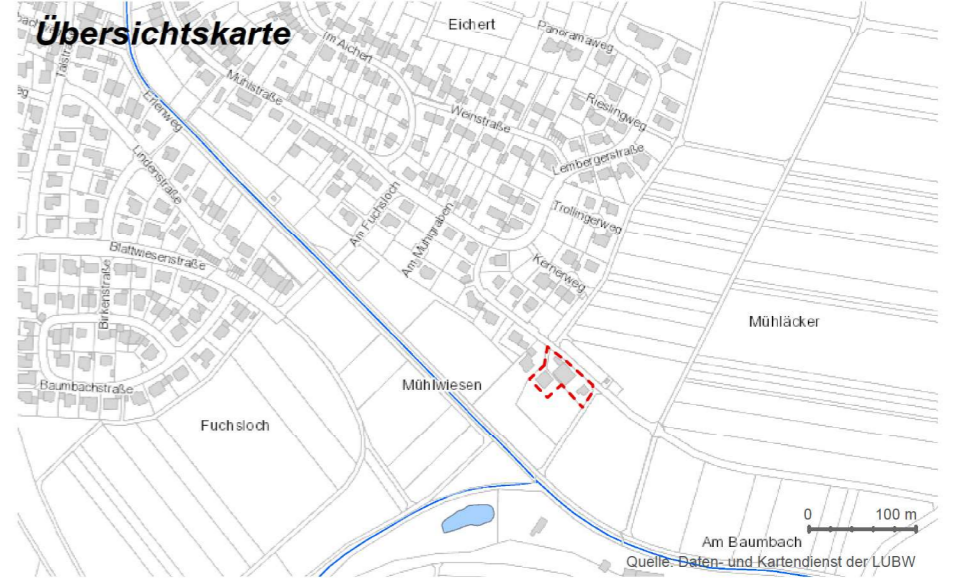 Übersichtskarte
Eichert
Panoramaweg
Im Aichert
Mühlstraße
Talstraß
Erlenweg
Weinstraße
Rieslingweg
Lindenstraße
Lembergerstraße
Am Fuchsloch
Am Mühlgraben
Trollingerweg
Blattwiesenstraße
Kernerweg
Birkenstraße
Mühläcker
Baumbachstraße
Mühlwiesen
Fuchsloch
0 100 m
Am Baumbach
Quelle: Daten- und Kartendienst der LUBW